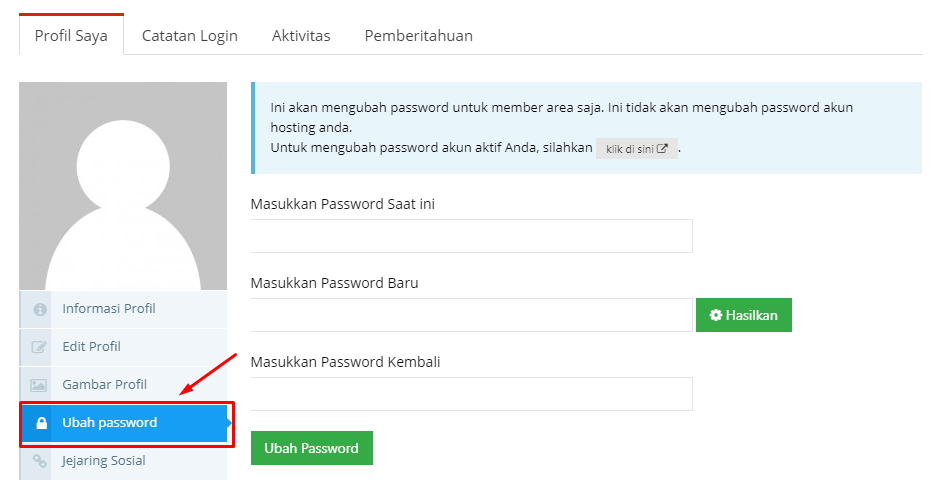 Profil Saya
Catatan Login
Aktivitas
Pemberitahuan
Ini akan mengubah password untuk member area saja. Ini tidak akan mengubah password akun
hosting anda.
Untuk mengubah password akun aktif Anda, silahkan klik di sini .
Masukkan Password Saat ini
Masukkan Password Baru
Hasilkan
Masukkan Password Kembali
Ubah Password
Informasi Profil
Edit Profil
Gambar Profil
Ubah password
Jejaring Sosial